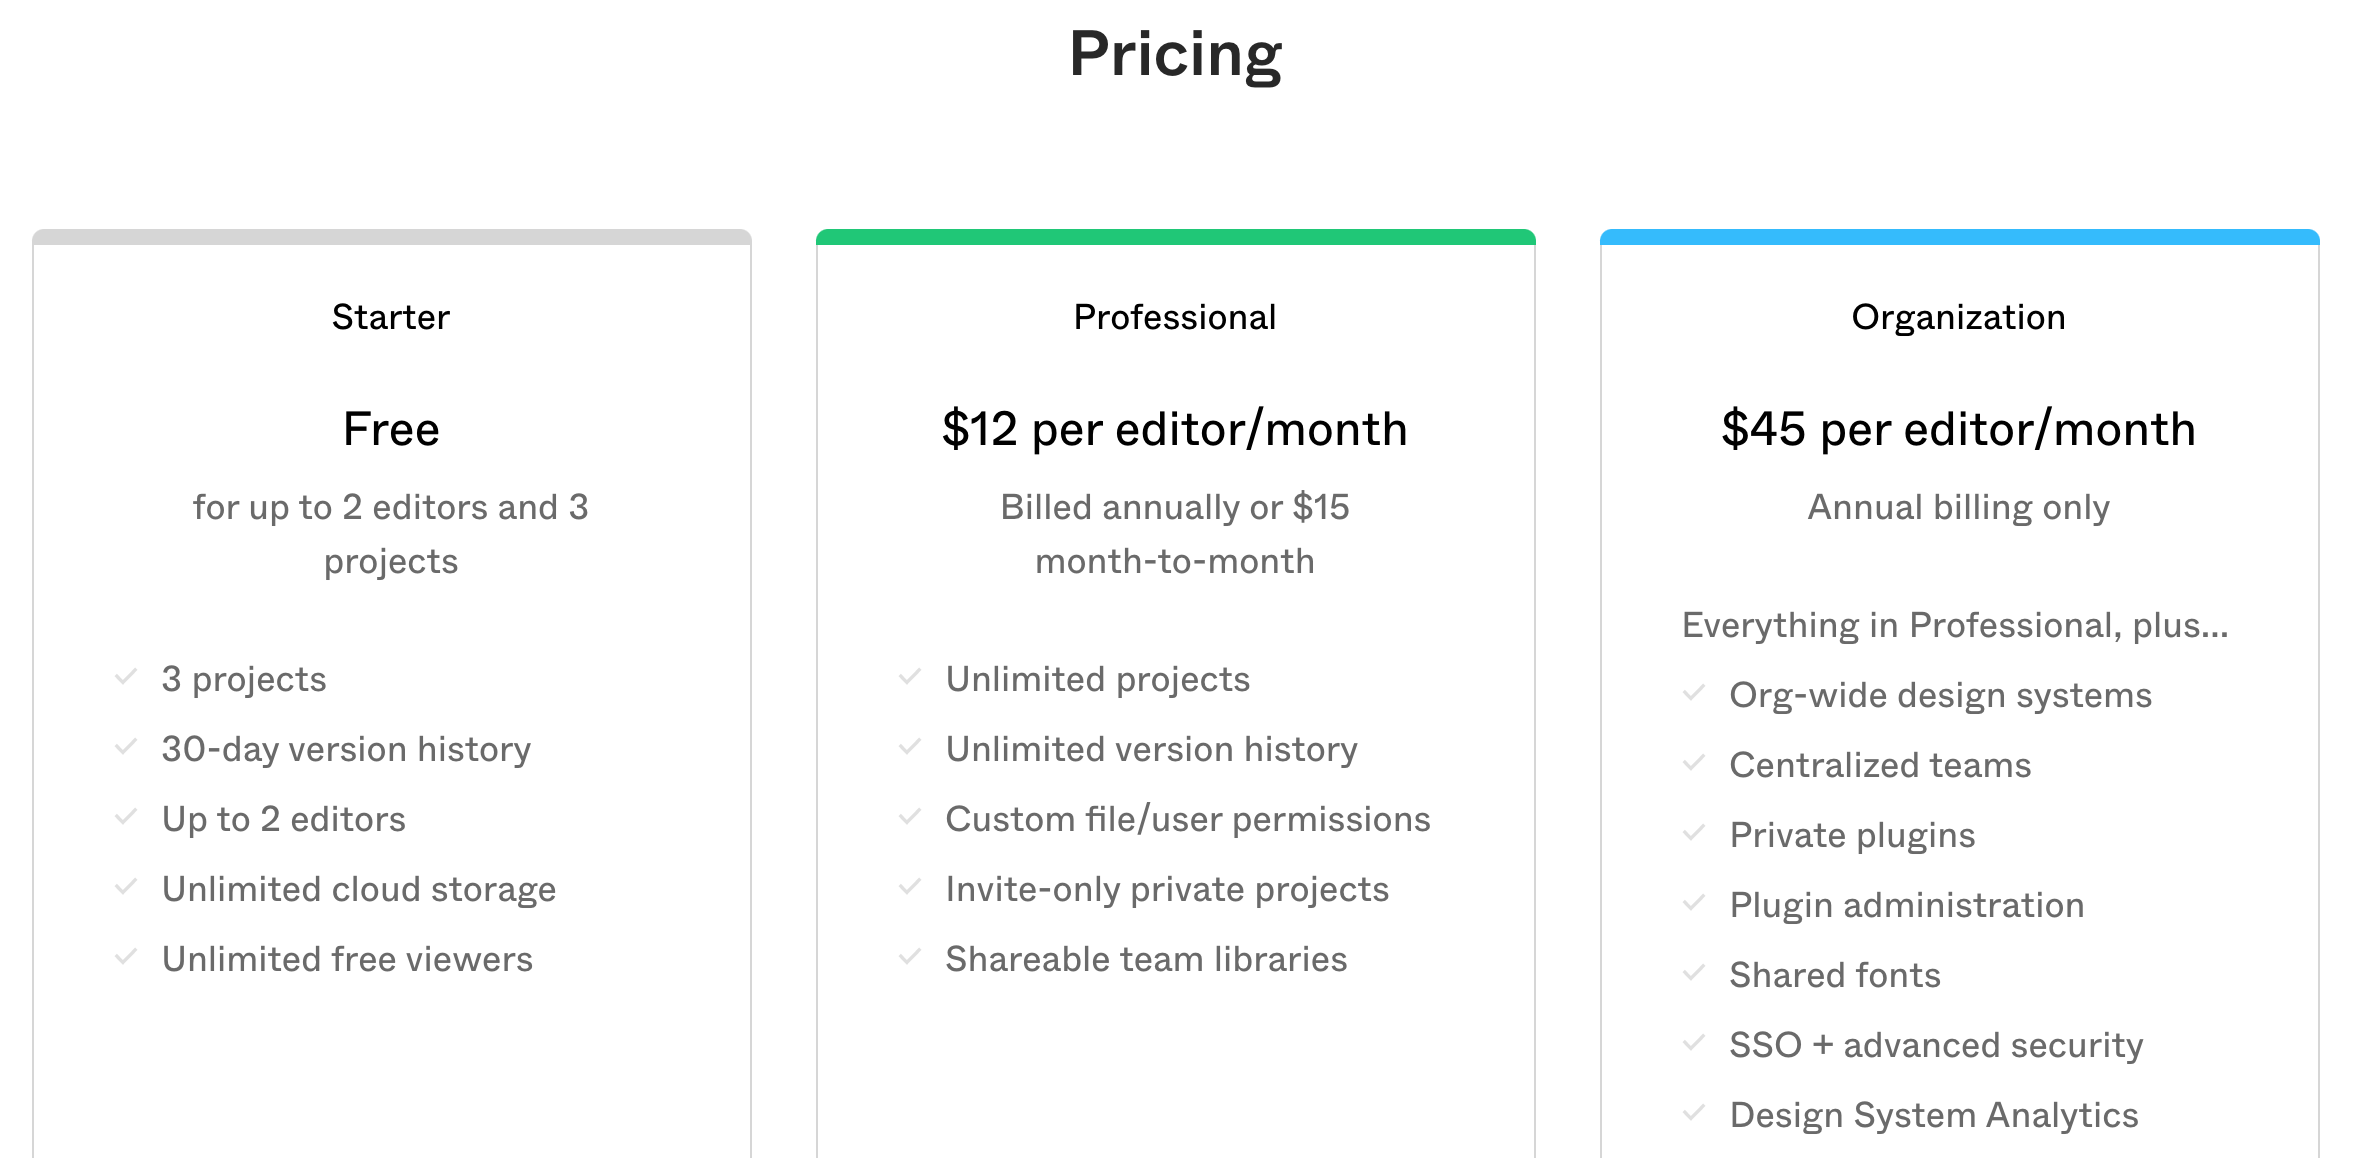 Pricing
Starter
Free
for up to 2 editors and 3
projects
3 projects
30-day version history
Up to 2 editors
Unlimited cloud storage
Unlimited free viewers
Professional
$12 per editor/month
Billed annually or $15
month-to-month
Unlimited projects
Unlimited version history
Custom file/user permissions
Invite-only private projects
Shareable team libraries
Organization
$45 per editor/month
Annual billing only
Everything in Professional, plus...
Org-wide design systems
Centralized teams
Private plugins
Plugin administration
Shared fonts
SSO + advanced security
Design System Analytics